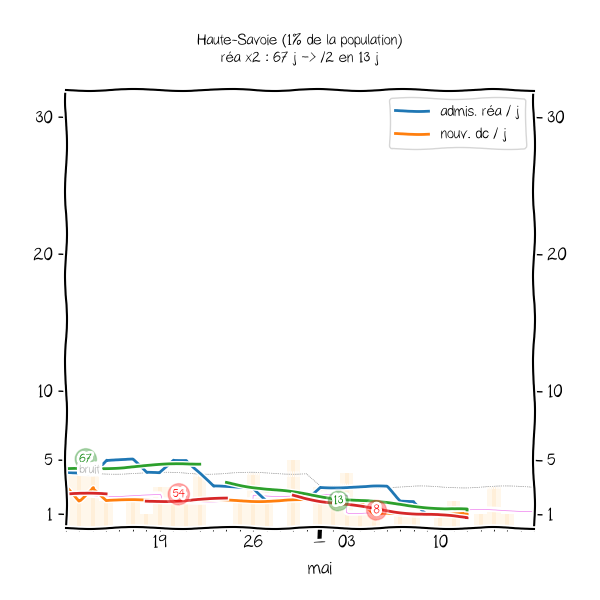 Haute-Savoie (1% de la population)
réa x2 : 67 j -> /2 en 13 j
admis. réa / j
nouv. dc / j
30 30
20 20
10 10
5 5
1 1
67
bruit
54
13
8
19 26 1 03 10
mai